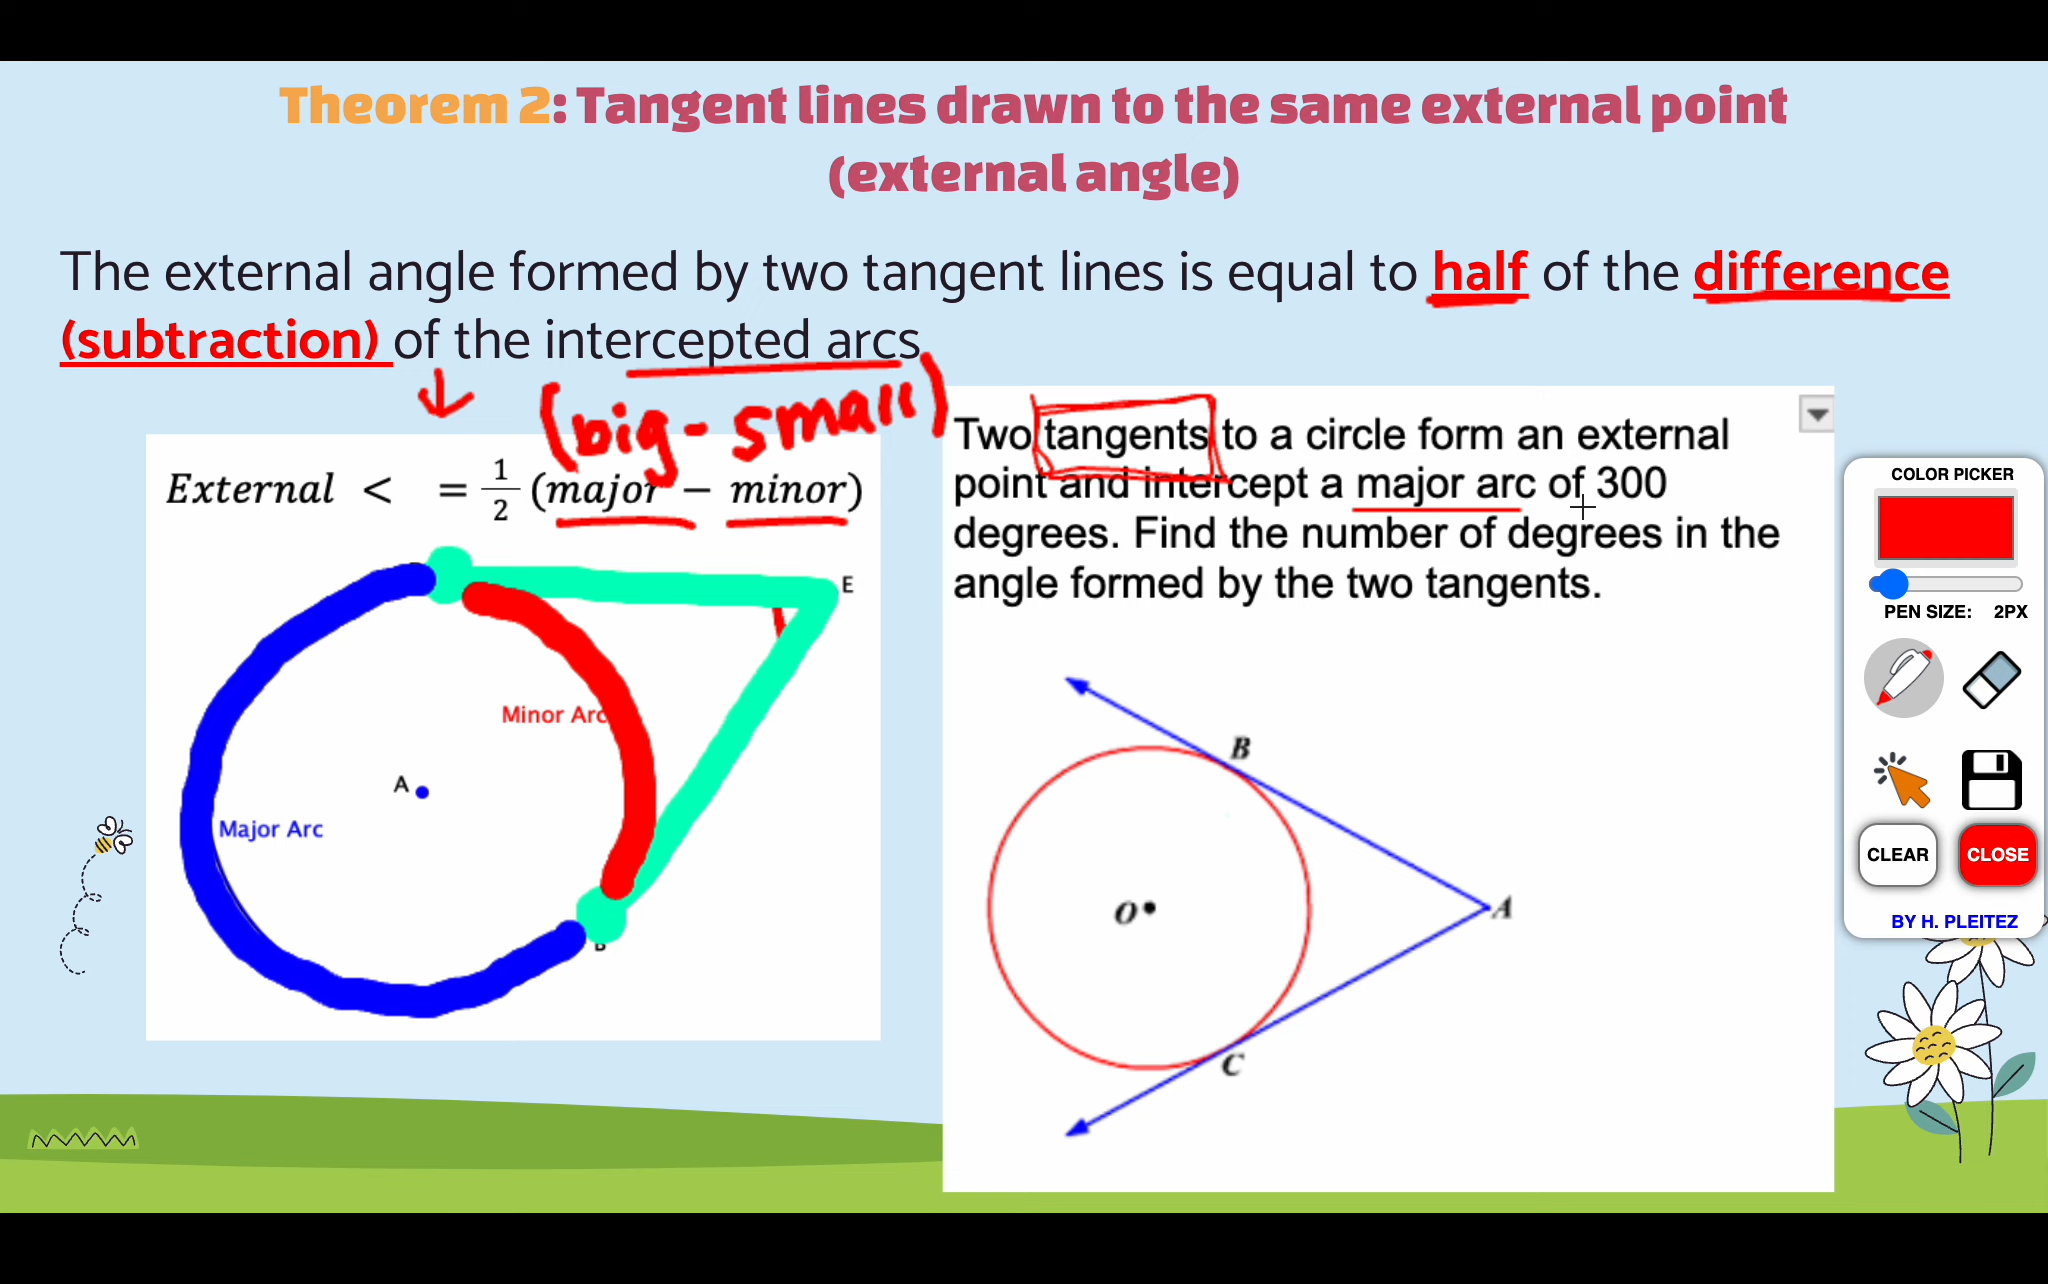 Theorem 2: Tangent lines drawn to the same external point
(external angle)
The external angle formed by two tangent lines is equal to half of the difference
(subtraction) of the intercepted arcs
(big - small)
External < = 1/2 (major − minor)
E
Minor Arc
A
Major Arc
B
Two tangents to a circle form an external
point and intercept a major arc of 300
degrees. Find the number of degrees in the
angle formed by the two tangents.
B
O
A
C
COLOR PICKER
PEN SIZE: 2PX
CLEAR
CLOSE
BY H. PLEITEZ